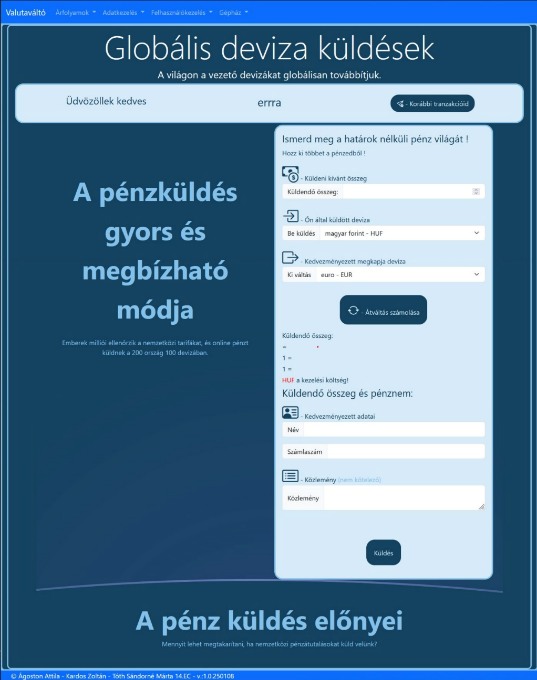 Valutaváltó Árfolyamok Adatkezelés Felhasználókezelés Gépház
Globális deviza küldések
A világon a vezető devizákat globálisan továbbítjuk.
Üdvözöllek kedves errra - Korábbi tranzakcióid
A pénzküldés
gyors és
megbízható
módja
Emberek milliói ellenőrzik a nemzetközi tarifákat, és online pénzt
küldnek a 200 ország 100 devizában.
Ismerd meg a határok nélküli pénz világát !
Hozz ki többet a pénzedből !
- Küldeni kívánt összeg
Küldendő összeg:
- Ön által küldött deviza
Be küldés magyar forint - HUF
- Kedvezményezett megkapja deviza
Ki váltás euro - EUR
- Átváltás számolása
Küldendő összeg:
=
1 =
1 =
HUF a kezelési költség!
Küldendő összeg és pénznem:
- Kedvezményezett adatai
Név
Számlaszám
- Közlemény (nem kötelező)
Közlemény
Küldés
A pénz küldés előnyei
Mennyit lehet megtakarítani, ha nemzetközi pénzátutalásokat küld velünk?
© Ágoston Attila - Kardos Zoltán - Tóth Sándorné Márta 14.EC - v.:1.0.250108